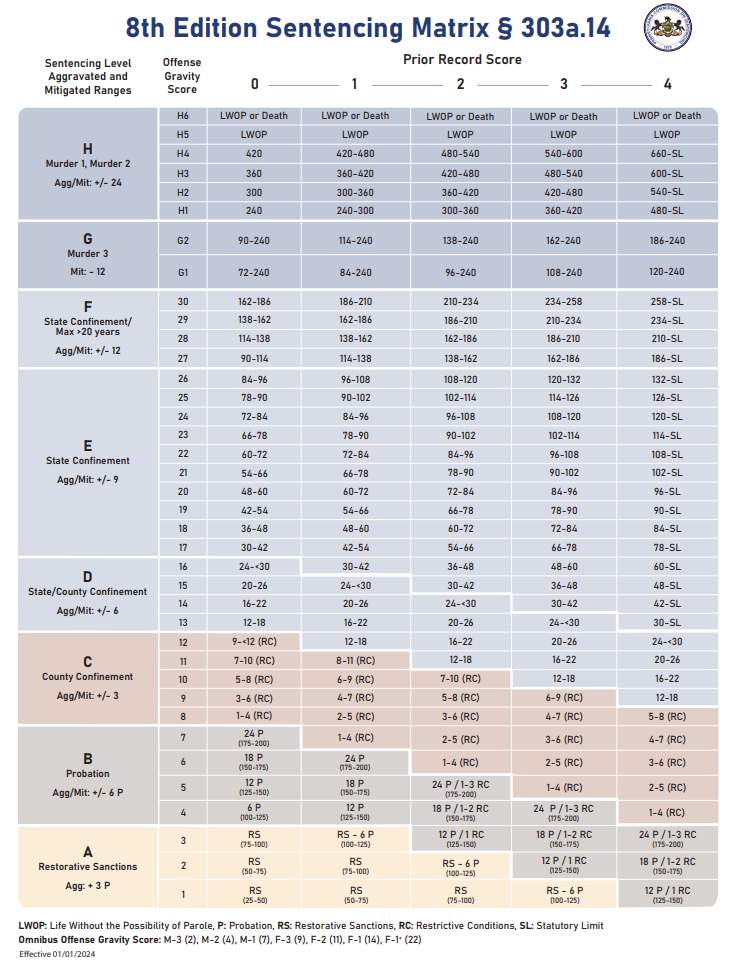 8th Edition Sentencing Matrix § 303a.14
Sentencing Level
Aggravated and
Mitigated Ranges
Offense
Gravity
Score
Prior Record Score
0 1 2 3 4
H
Murder 1, Murder 2
Agg/Mit: +/- 24
H6 LWOP or Death LWOP or Death LWOP or Death LWOP or Death LWOP or Death
H5 LWOP LWOP LWOP LWOP LWOP
H4 420 420-480 480-540 540-600 660-SL
H3 360 360-420 420-480 480-540 600-SL
H2 300 300-360 360-420 420-480 540-SL
H1 240 240-300 300-360 360-420 480-SL
G
Murder 3
Mit: - 12
G2 90-240 114-240 138-240 162-240 186-240
G1 72-240 84-240 96-240 108-240 120-240
F
State Confinement/
Max >20 years
Agg/Mit: +/- 12
30 162-186 186-210 210-234 234-258 258-SL
29 138-162 162-186 186-210 210-234 234-SL
28 114-138 138-162 162-186 186-210 210-SL
27 90-114 114-138 138-162 162-186 186-SL
E
State Confinement
Agg/Mit: +/- 9
26 84-96 96-108 108-120 120-132 132-SL
25 78-90 90-102 102-114 114-126 126-SL
24 72-84 84-96 96-108 108-120 120-SL
23 66-78 78-90 90-102 102-114 114-SL
22 60-72 72-84 84-96 96-108 108-SL
21 54-66 66-78 78-90 90-102 102-SL
20 48-60 60-72 72-84 84-96 96-SL
19 42-54 54-66 66-78 78-90 90-SL
18 36-48 48-60 60-72 72-84 84-SL
17 30-42 42-54 54-66 66-78 78-SL
D
State/County Confinement
Agg/Mit: +/- 6
16 24-<30 30-42 36-48 48-60 60-SL
15 20-26 24-<30 30-42 36-48 48-SL
14 16-22 20-26 24-<30 30-42 42-SL
13 12-18 16-22 20-26 24-<30 30-SL
C
County Confinement
Agg/Mit: +/- 3
12 9-<12 (RC) 12-18 16-22 20-26 24-<30
11 7-10 (RC) 8-11 (RC) 12-18 16-22 20-26
10 5-8 (RC) 6-9 (RC) 7-10 (RC) 12-18 16-22
9 3-6 (RC) 4-7 (RC) 5-8 (RC) 6-9 (RC) 12-18
8 1-4 (RC) 2-5 (RC) 3-6 (RC) 4-7 (RC) 5-8 (RC)
B
Probation
Agg/Mit: +/- 6 P
7 24 P 1-4 (RC) 2-5 (RC) 3-6 (RC) 4-7 (RC)
(175-200)
6 18 P 24 P 1-4 (RC) 2-5 (RC) 3-6 (RC)
(150-175) (175-200)
5 12 P 18 P 24 P / 1-3 RC 1-4 (RC) 2-5 (RC)
(125-150) (150-175) (175-200)
4 6 P 12 P 18 P / 1-2 RC 24 P / 1-3 RC 1-4 (RC)
(100-125) (125-150) (150-175) (175-200)
A
Restorative Sanctions
Agg: + 3 P
3 RS RS - 6 P 12 P / 1 RC 18 P / 1-2 RC 24 P / 1-3 RC
(75-100) (100-125) (125-150) (150-175) (175-200)
2 RS RS RS - 6 P 12 P / 1 RC 18 P / 1-2 RC
(50-75) (75-100) (100-125) (125-150) (150-175)
1 RS RS RS RS - 6 P 12 P / 1 RC
(25-50) (50-75) (75-100) (100-125) (125-150)
LWOP: Life Without the Possibility of Parole, P: Probation, RS: Restorative Sanctions, RC: Restrictive Conditions, SL: Statutory Limit
Omnibus Offense Gravity Score: M-3 (2), M-2 (4), M-1 (7), F-3 (9), F-2 (11), F-1 (14), F-1+ (22)
Effective 01/01/2024